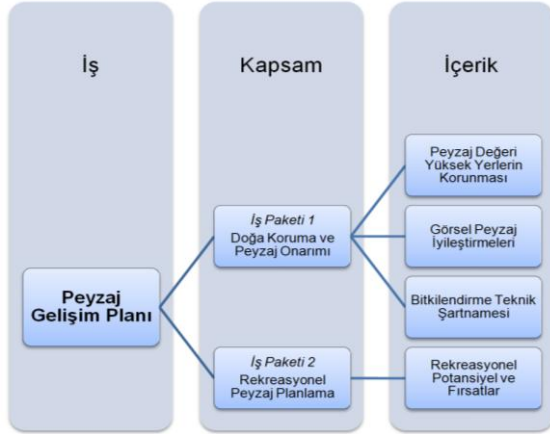 İş
Kapsam
İçerik
Peyzaj Değeri
Yüksek Yerlerin
Korunması
İş Paketi 1
Doğa Koruma ve
Peyzaj Onarımı
Görsel Peyzaj
İyileştirmeleri
Peyzaj
Gelişim Planı
Bitkilendirme Teknik
Şartnamesi
İş Paketi 2
Rekreasyonel
Peyzaj Planlama
Rekreasyonel
Potansiyel ve
Fırsatlar